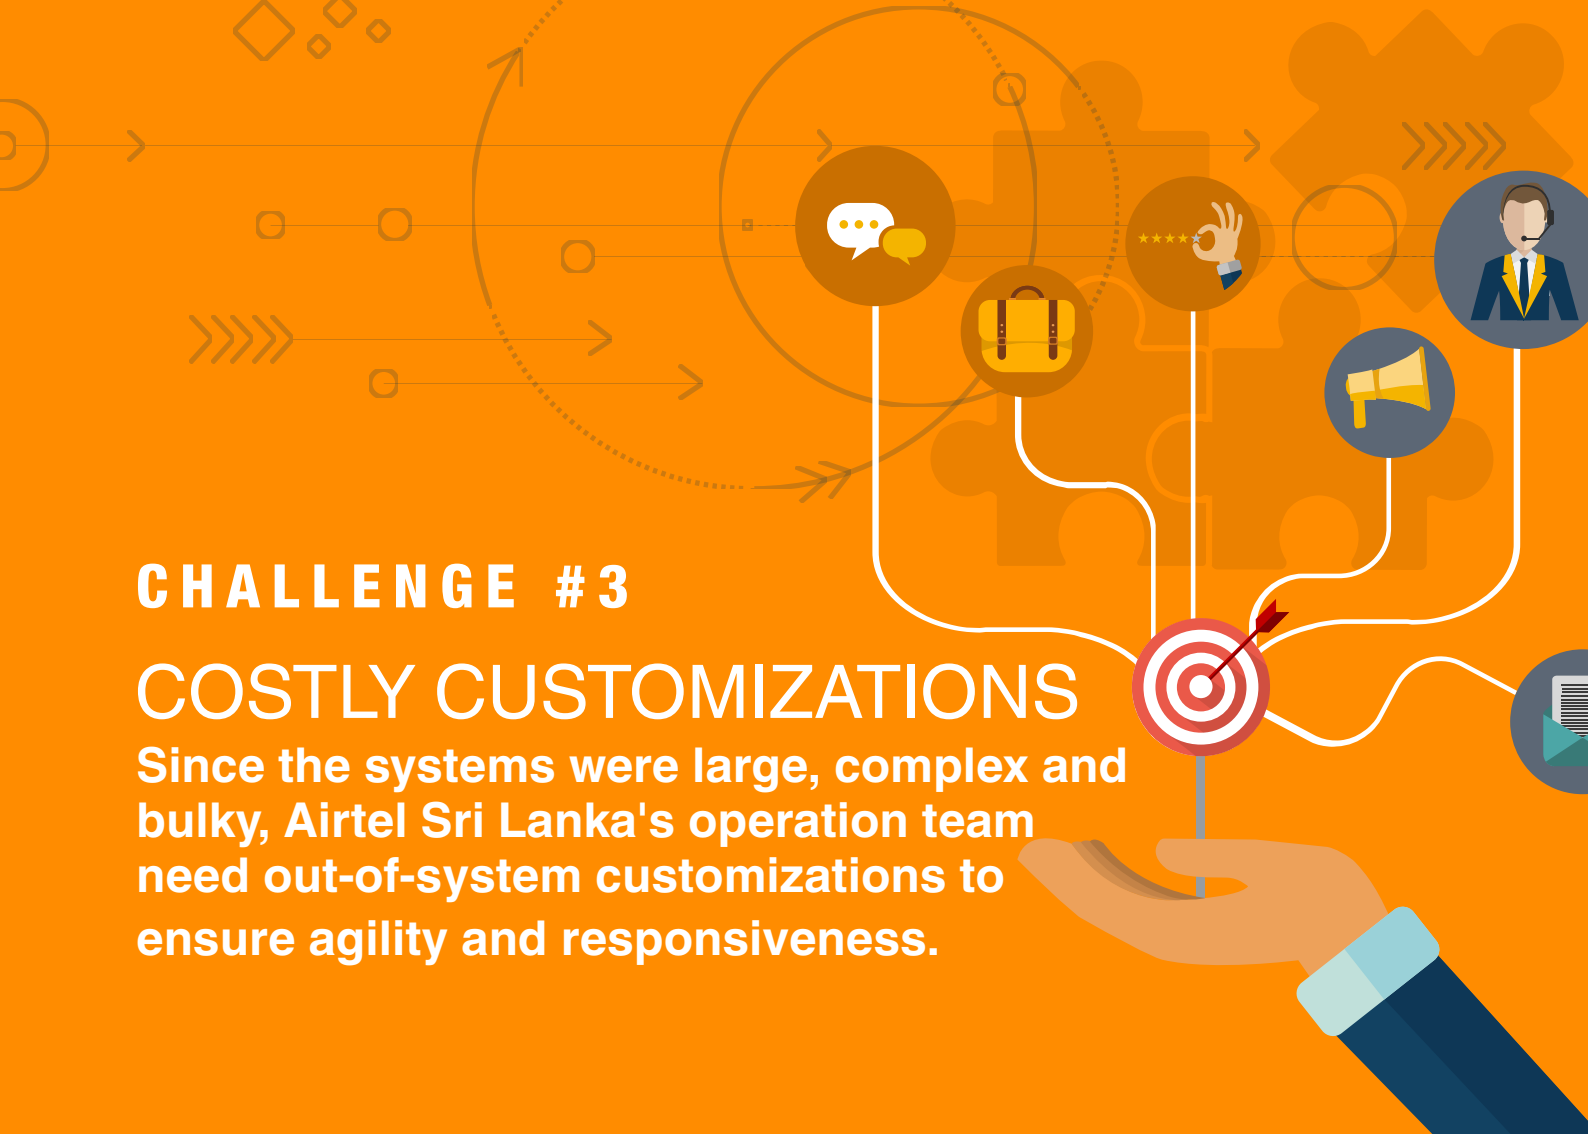 CHALLENGE #3
COSTLY CUSTOMIZATIONS
Since the systems were large, complex and
bulky, Airtel Sri Lanka's operation team
need out-of-system customizations to
ensure agility and responsiveness.